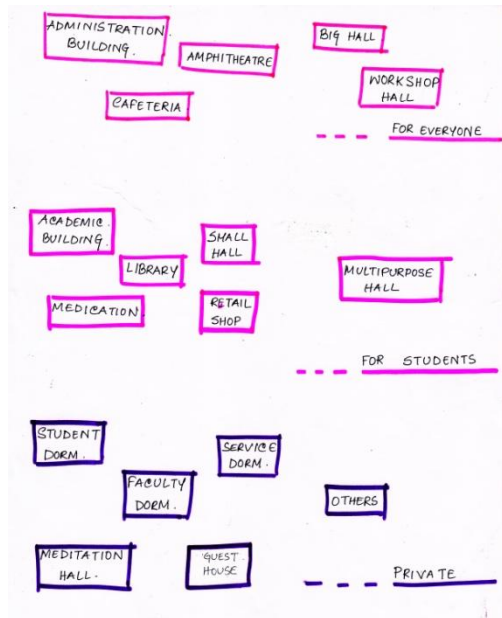 ADMINISTRATION
BUILDING.
AMPHITHEATRE
BIG HALL
WORKSHOP
HALL
CAFETERIA
FOR EVERYONE
ACADEMIC.
BUILDING.
SMALL
HALL
LIBRARY
MULTIPURPOSE
HALL
MEDICATION
RETAIL
SHOP
FOR STUDENTS
STUDENT
DORM.
SERVICE
DORM.
FACULTY
DORM.
OTHERS
MEDITATION
HALL.
GUEST
HOUSE
PRIVATE